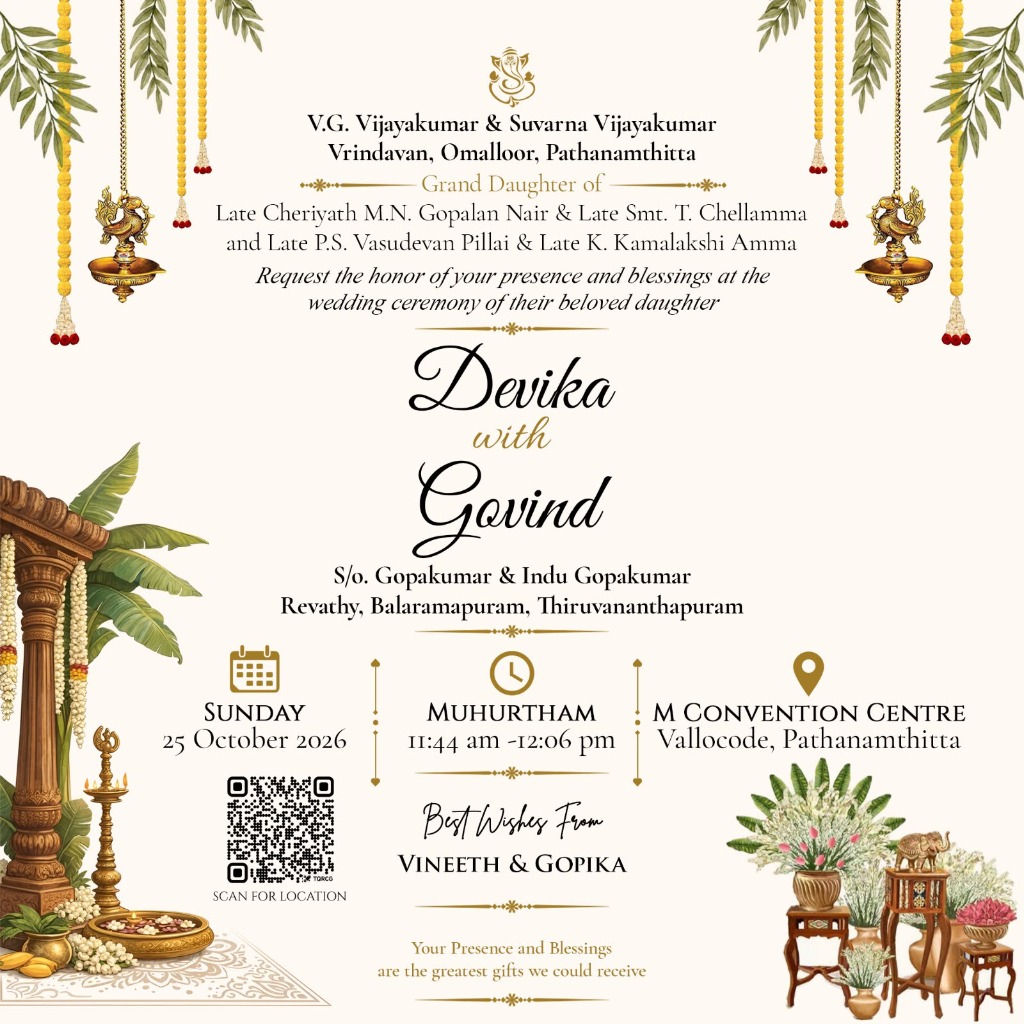 V.G. Vijayakumar & Suvarna Vijayakumar
Vrindavan, Omalloor, Pathanamthitta
Grand Daughter of
Late Cheriyath M.N. Gopalan Nair & Late Smt. T. Chellamma
and Late P.S. Vasudevan Pillai & Late K. Kamalakshi Amma
Request the honor of your presence and blessings at the
wedding ceremony of their beloved daughter
Devika
with
Govind
S/o. Gopakumar & Indu Gopakumar
Revathy, Balaramapuram, Thiruvananthapuram
SUNDAY
25 October 2026
MUHURTHAM
11:44 am -12:06 pm
M CONVENTION CENTRE
Vallocode, Pathanamthitta
TQRCG
SCAN FOR LOCATION
Best Wishes From
VINEETH & GOPIKA
Your Presence and Blessings
are the greatest gifts we could receive